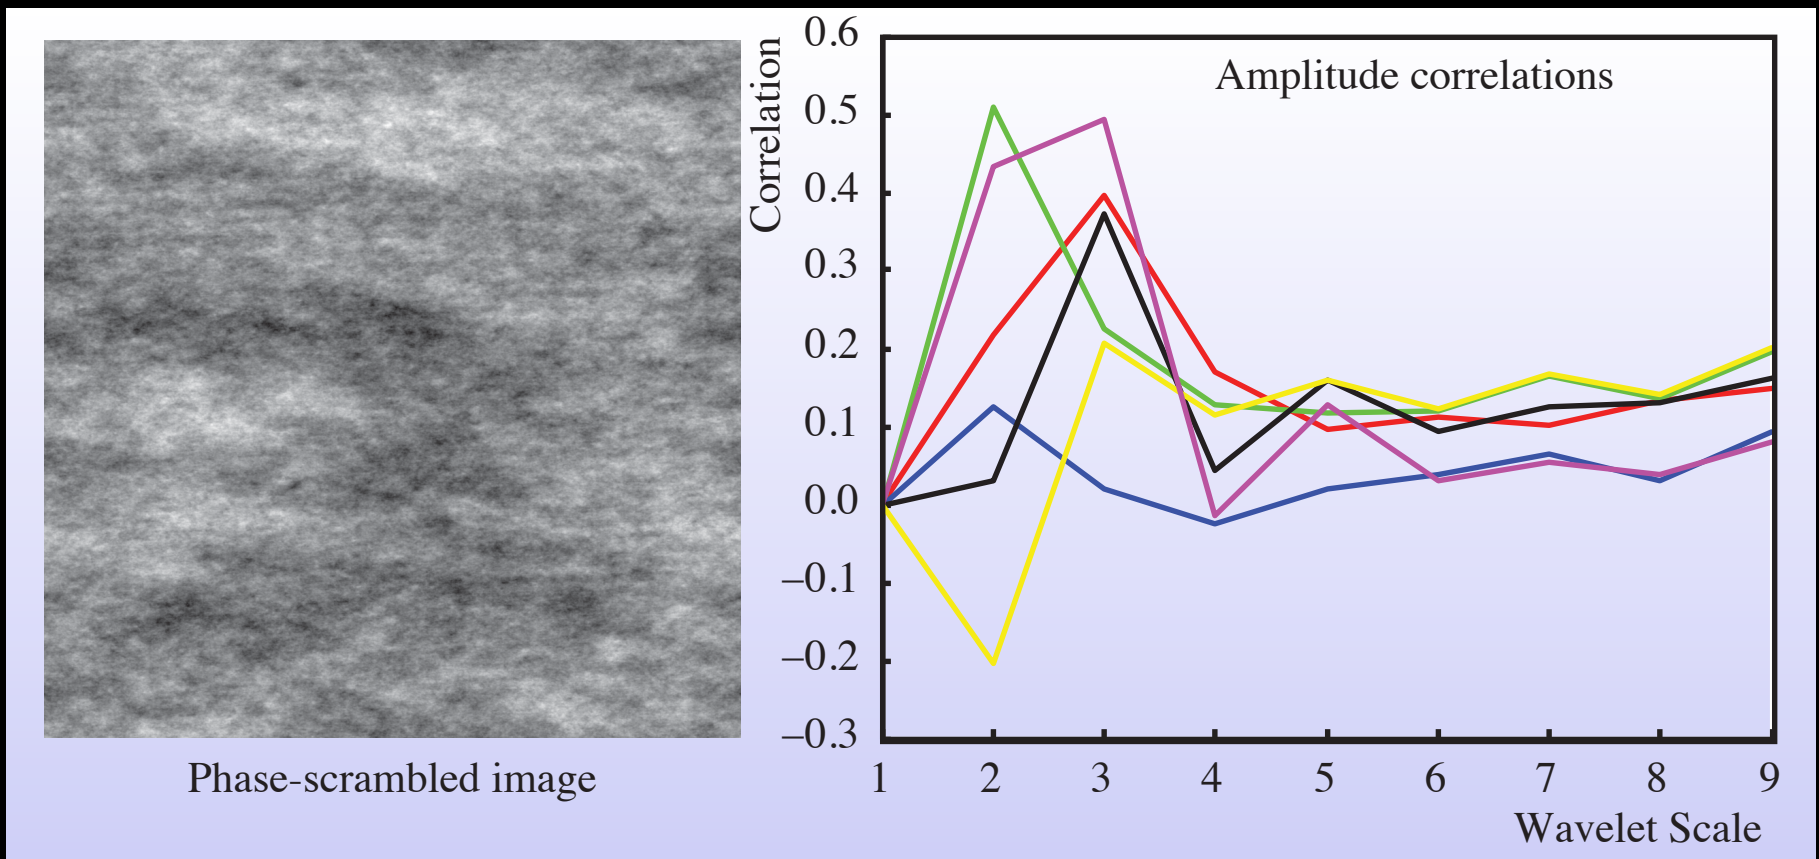 Phase-scrambled image
Correlation
0.6
0.5
0.4
0.3
0.2
0.1
0.0
–0.1
–0.2
–0.3
Amplitude correlations
1 2 3 4 5 6 7 8 9
Wavelet Scale